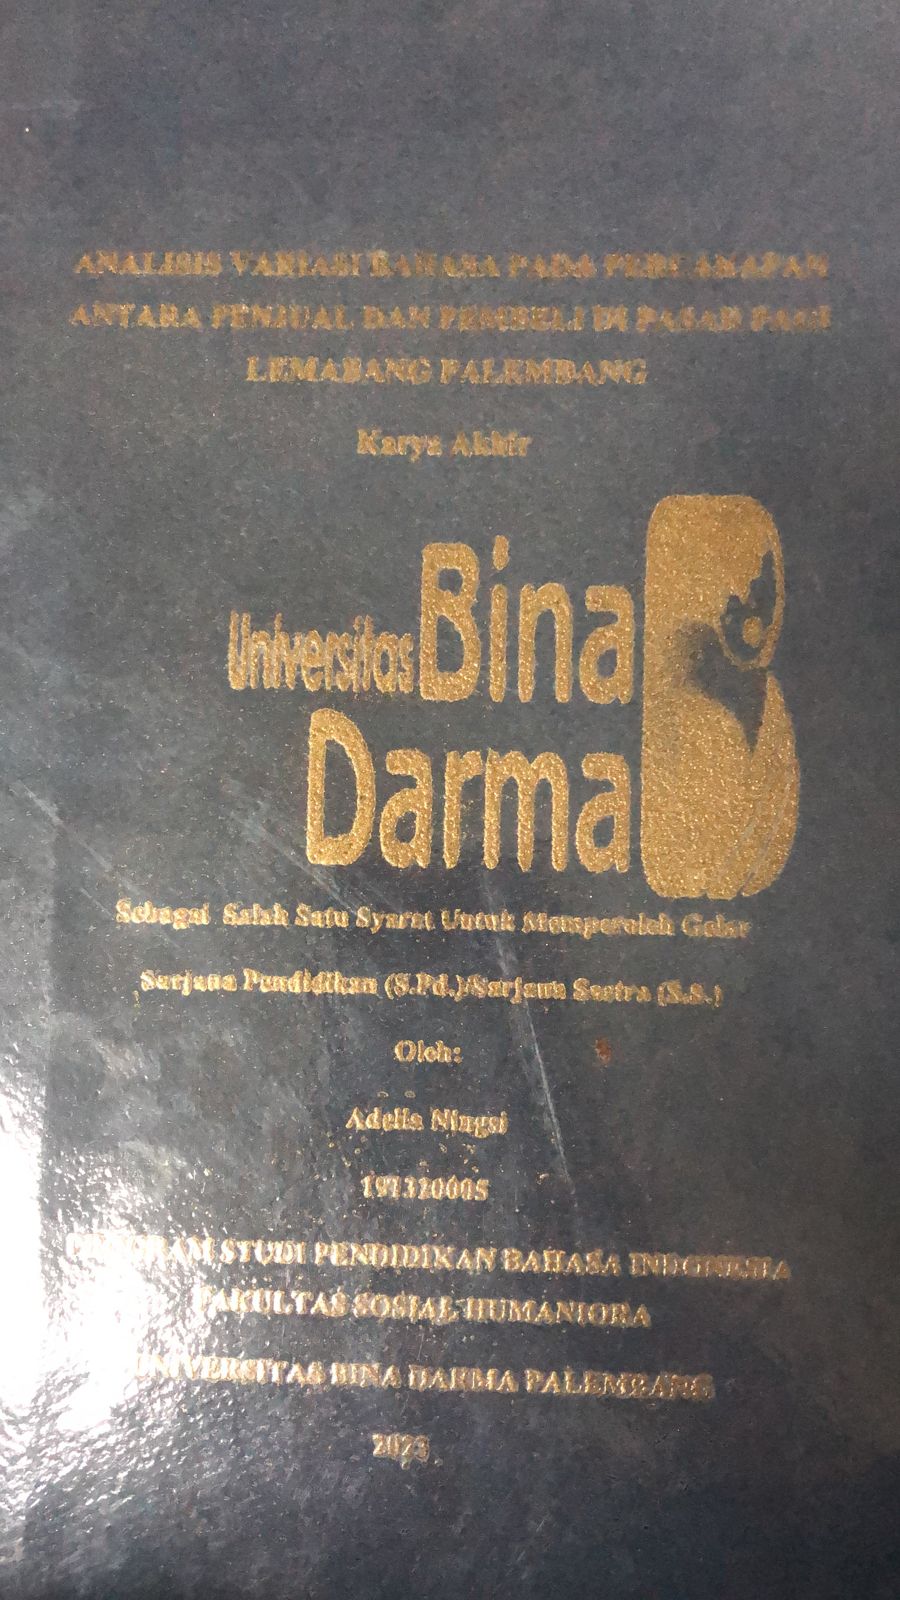 ANALISIS VARIASI BAHASA PADA PERCAKAPAN
ANTARA PENJUAL DAN PEMBELI DI PASAR PAGI
LEMABANG PALEMBANG
Karya Akhir
Universitas Bina
Darma
Sebagai Salah Satu Syarat Untuk Memperoleh Gelar
Sarjana Pendidikan (S.Pd.)/Sarjana Sastra (S.S.)
Oleh:
Adelia Ningsi
191320005
PROGRAM STUDI PENDIDIKAN BAHASA INDONESIA
FAKULTAS SOSIAL HUMANIORA
UNIVERSITAS BINA DARMA PALEMBANG
2023